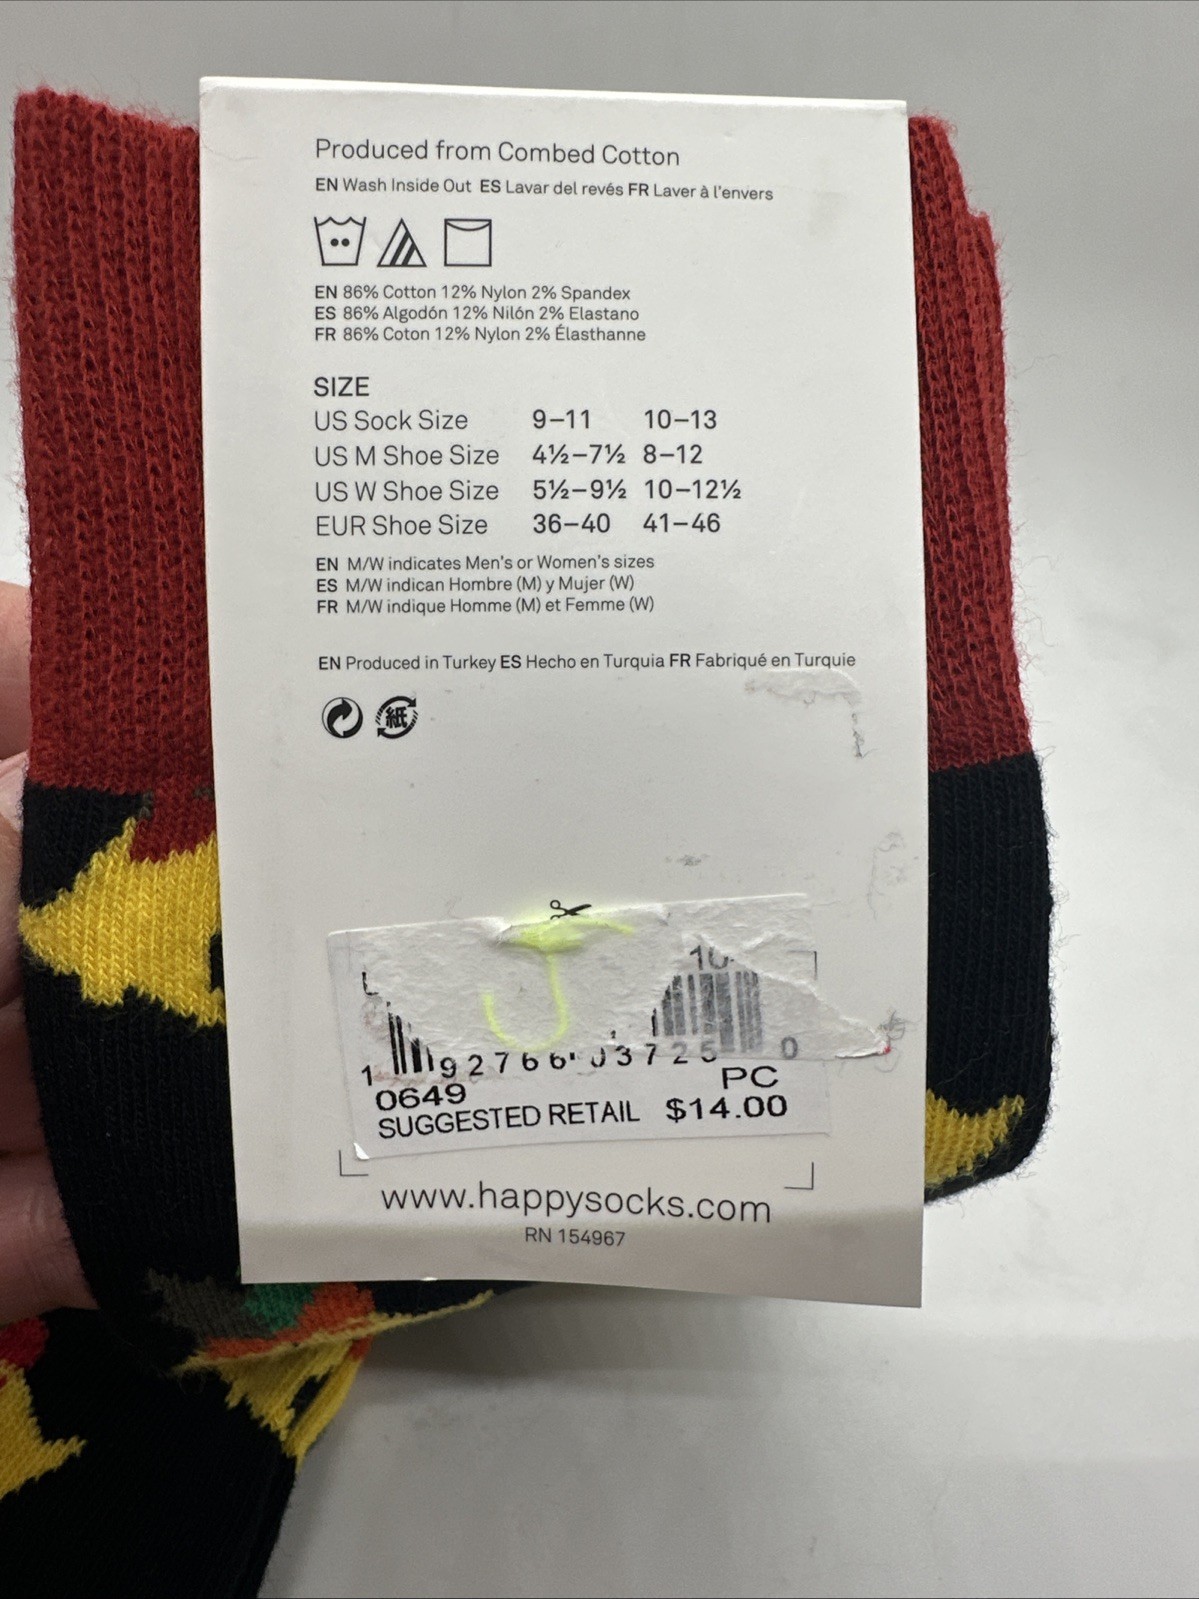 Produced from Combed Cotton
EN Wash Inside Out ES Lavar del revés FR Laver à l'envers
EN 86% Cotton 12% Nylon 2% Spandex
ES 86% Algodón 12% Nilón 2% Elastano
FR 86% Coton 12% Nylon 2% Élasthanne
SIZE
US Sock Size 9–11 10–13
US M Shoe Size 4½–7½ 8–12
US W Shoe Size 5½–9½ 10–12½
EUR Shoe Size 36–40 41–46
EN M/W indicates Men's or Women's sizes
ES M/W indican Hombre (M) y Mujer (W)
FR M/W indique Homme (M) et Femme (W)
EN Produced in Turkey ES Hecho en Turquia FR Fabriqué en Turquie
紙
0649 PC
SUGGESTED RETAIL $14.00
www.happysocks.com
RN 154967